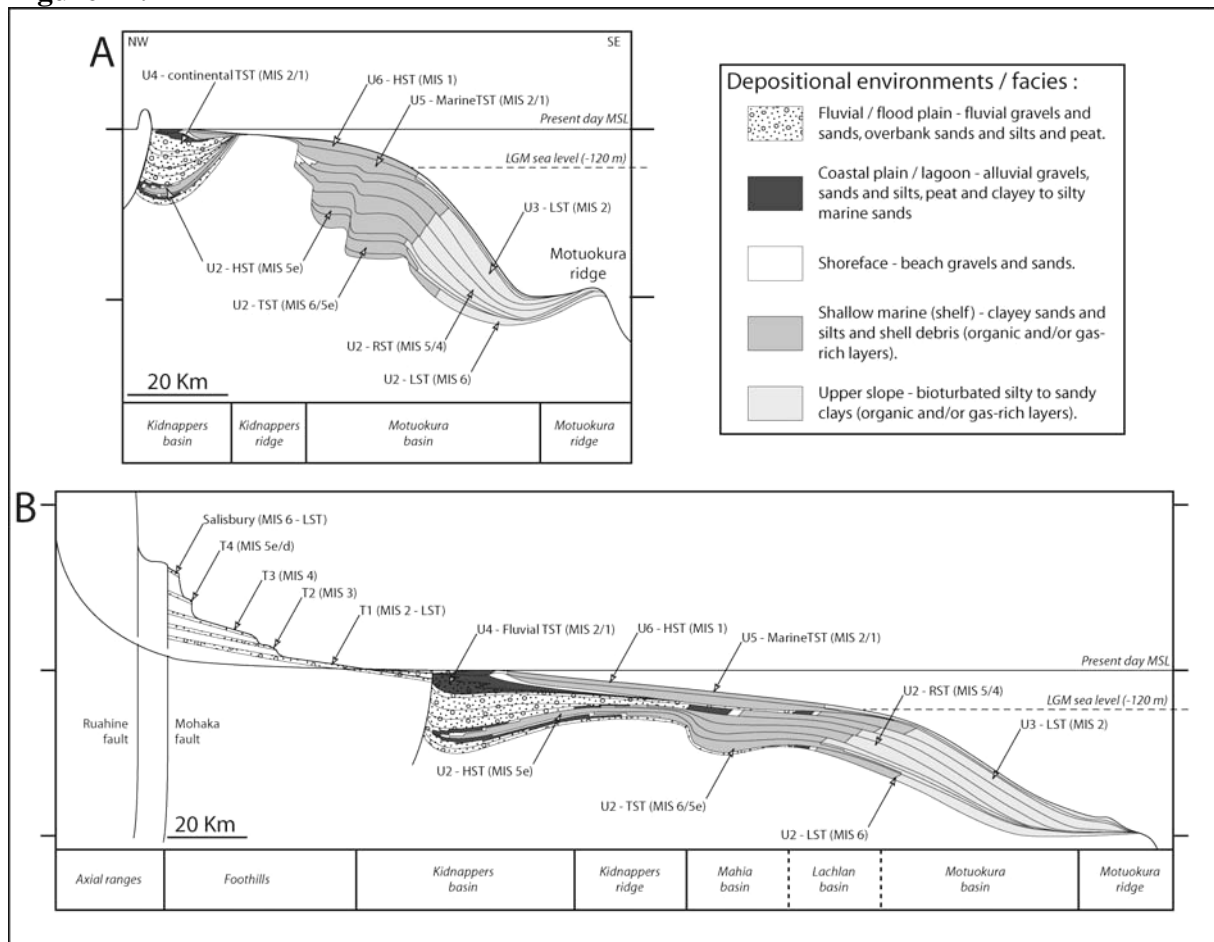 A
NW
SE
U4 - continental TST (MIS 2/1)
U6 - HST (MIS 1)
U5 - MarineTST (MIS 2/1)
Present day MSL
LGM sea level (-120 m)
U3 - LST (MIS 2)
Motuokura
ridge
U2 - HST (MIS 5e)
U2 - TST (MIS 6/5e)
U2 - RST (MIS 5/4)
U2 - LST (MIS 6)
20 Km
Kidnappers
basin
Kidnappers
ridge
Motuokura
basin
Motuokura
ridge
Depositional environments / facies :
Fluvial / flood plain - fluvial gravels and
sands, overbank sands and silts and peat.
Coastal plain / lagoon - alluvial gravels,
sands and silts, peat and clayey to silty
marine sands
Shoreface - beach gravels and sands.
Shallow marine (shelf) - clayey sands and
silts and shell debris (organic and/or gas-
rich layers).
Upper slope - bioturbated silty to sandy
clays (organic and/or gas-rich layers).
B
Salisbury (MIS 6 - LST)
T4 (MIS 5e/d)
T3 (MIS 4)
T2 (MIS 3)
T1 (MIS 2 - LST)
U4 - Fluvial TST (MIS 2/1)
U6 - HST (MIS 1)
U5 - MarineTST (MIS 2/1)
Present day MSL
LGM sea level (-120 m)
U2 - RST (MIS 5/4)
U3 - LST (MIS 2)
Ruahine
fault
Mohaka
fault
U2 - HST (MIS 5e)
U2 - TST (MIS 6/5e)
U2 - LST (MIS 6)
20 Km
Axial ranges
Foothills
Kidnappers
basin
Kidnappers
ridge
Mahia
basin
Lachlan
basin
Motuokura
basin
Motuokura
ridge